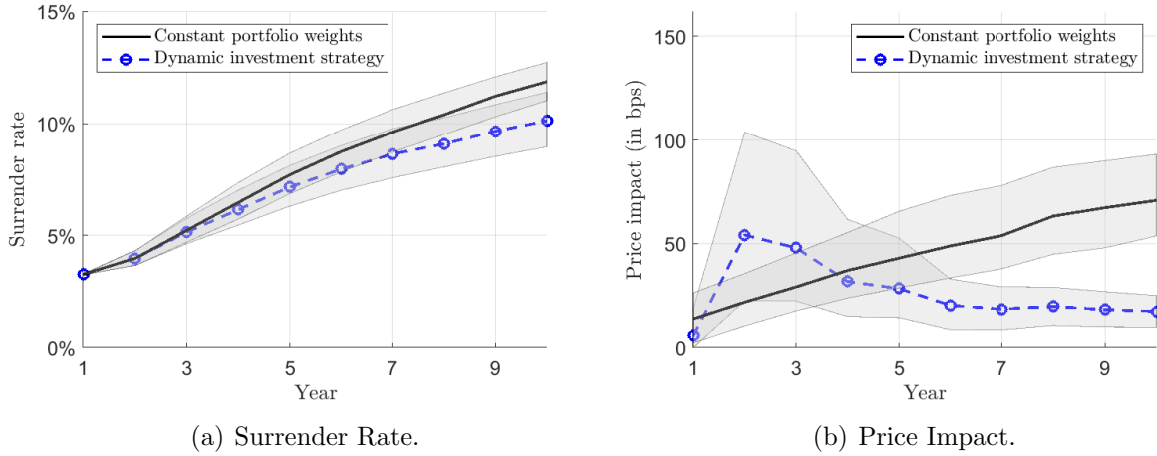 15%
10%
5%
0%
Surrender rate
Constant portfolio weights
Dynamic investment strategy
1 3 5 7 9
Year
(a) Surrender Rate.
150
100
50
0
Price impact (in bps)
Constant portfolio weights
Dynamic investment strategy
1 3 5 7 9
Year
(b) Price Impact.